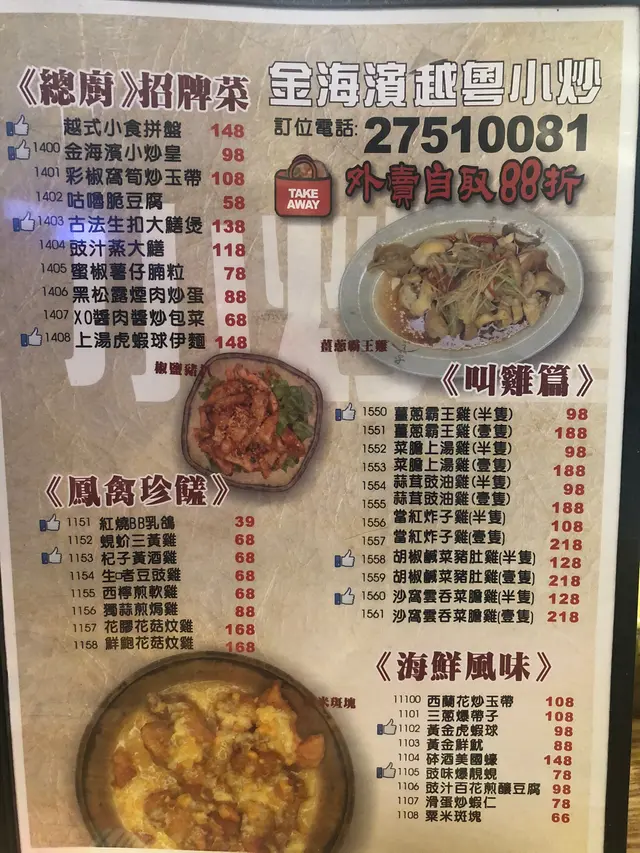 《總廚》招牌菜
越式小食拼盤 148
1400 金海濱小炒皇 98
1401 彩椒窩筍炒玉帶 108
1402 咕嚕脆豆腐 58
1403 古法生扣大鱔煲 138
1404 豉汁蒸大鱔 118
1405 蜜椒薯仔腩粒 78
1406 黑松露煙肉炒蛋 88
1407 XO醬肉醬炒包菜 68
1408 上湯虎蝦球伊麵 148
金海濱越粵小炒
訂位電話: 27510081
TAKE AWAY
外賣自取88折
薑蔥霸王雞
椒鹽豬
《鳳禽珍饈》
1151 紅燒BB乳鴿 39
1152 蜆蚧三黃雞 68
1153 杞子黃酒雞 68
1154 生啫豆豉雞 68
1155 西檸煎軟雞 68
1156 獨蒜煎焗雞 88
1157 花膠花菇炆雞 168
1158 鮮鮑花菇炆雞 168
《叫雞篇》
1550 薑蔥霸王雞(半隻) 98
1551 薑蔥霸王雞(壹隻) 188
1552 菜膽上湯雞(半隻) 98
1553 菜膽上湯雞(壹隻) 188
1554 蒜茸豉油雞(半隻) 98
1555 蒜茸豉油雞(壹隻) 188
1556 當紅炸子雞(半隻) 108
1557 當紅炸子雞(壹隻) 218
1558 胡椒鹹菜豬肚雞(半隻) 128
1559 胡椒鹹菜豬肚雞(壹隻) 218
1560 沙窩雲吞菜膽雞(半隻) 128
1561 沙窩雲吞菜膽雞(壹隻) 218
《海鮮風味》
11100 西蘭花炒玉帶 108
1101 三蔥爆帶子 108
1102 黃金虎蝦球 98
1103 黃金鮮魷 88
1104 砵酒美國蠔 148
1105 豉味爆靚蜆 78
1106 豉汁百花煎釀豆腐 98
1107 滑蛋炒蝦仁 78
1108 粟米斑塊 66
米斑塊